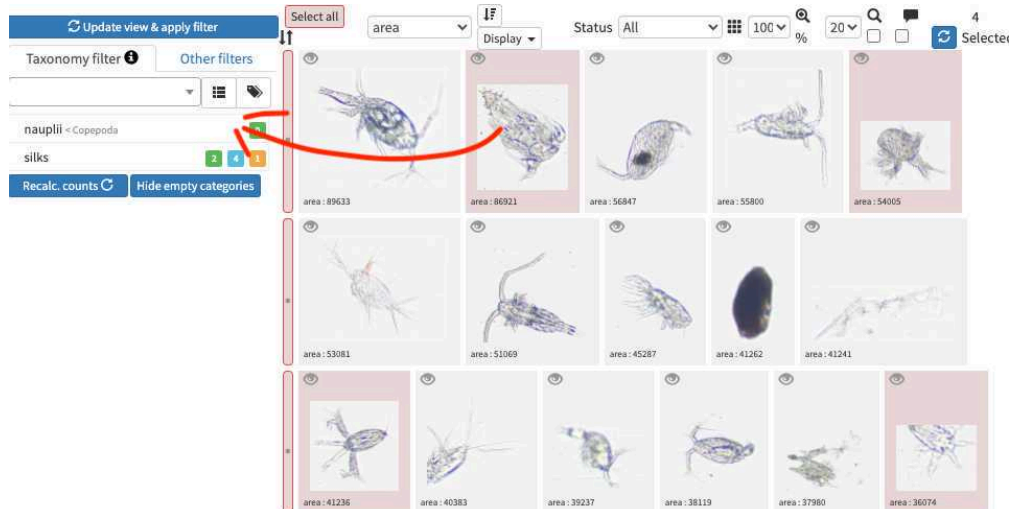 Update view & apply filter
Taxonomy filter
Other filters
nauplii < Copepoda
silks
2 4 1
Recalc. counts
Hide empty categories
Select all
area
Display
Status All
100
%
20
4
Selected
area : 89633
area : 86921
area : 56847
area : 55800
area : 54005
area : 53081
area : 51069
area : 45287
area : 41262
area : 41241
area : 41236
area : 40383
area : 39237
area : 38119
area : 37980
area : 36074